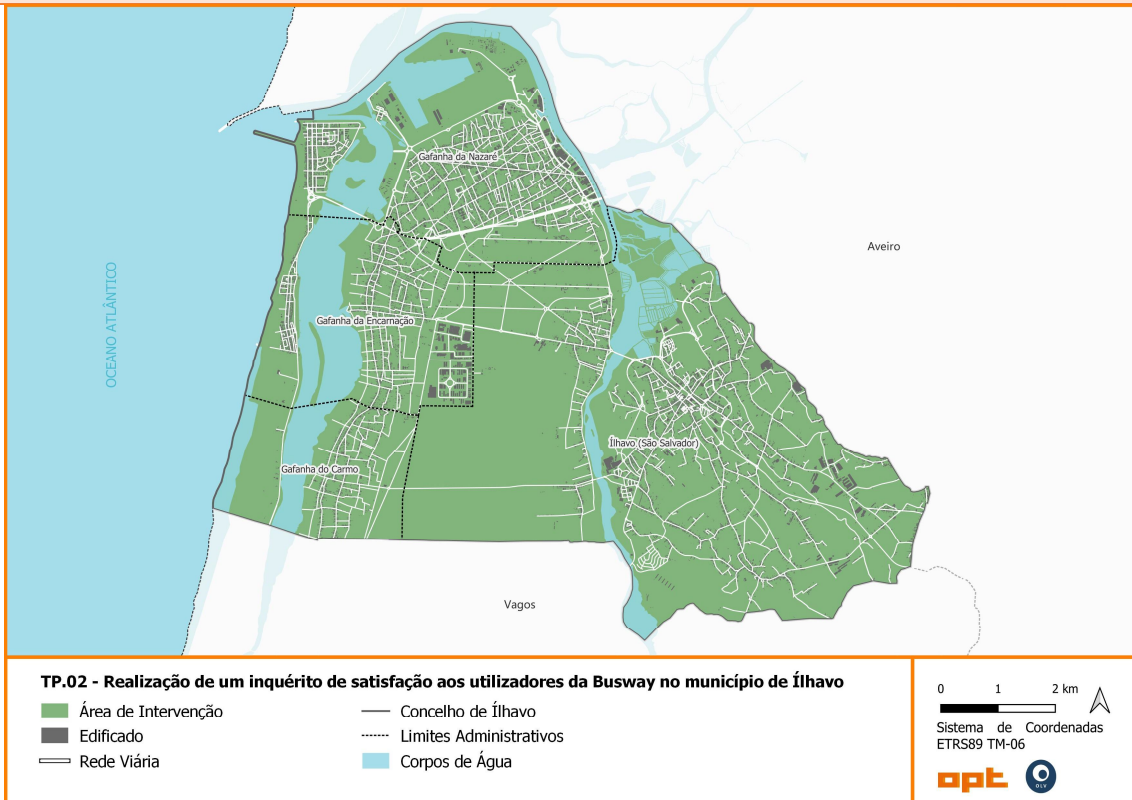 Gafanha da Nazaré
Aveiro
OCEANO ATLÂNTICO
Gafanha da Encarnação
Ílhavo (São Salvador)
Gafanha do Carmo
Vagos
TP.02 - Realização de um inquérito de satisfação aos utilizadores da Busway no município de Ílhavo
Área de Intervenção
Edificado
Rede Viária
Concelho de Ílhavo
Limites Administrativos
Corpos de Água
0 1 2 km
Sistema de Coordenadas
ETRS89 TM-06
opt
OLV